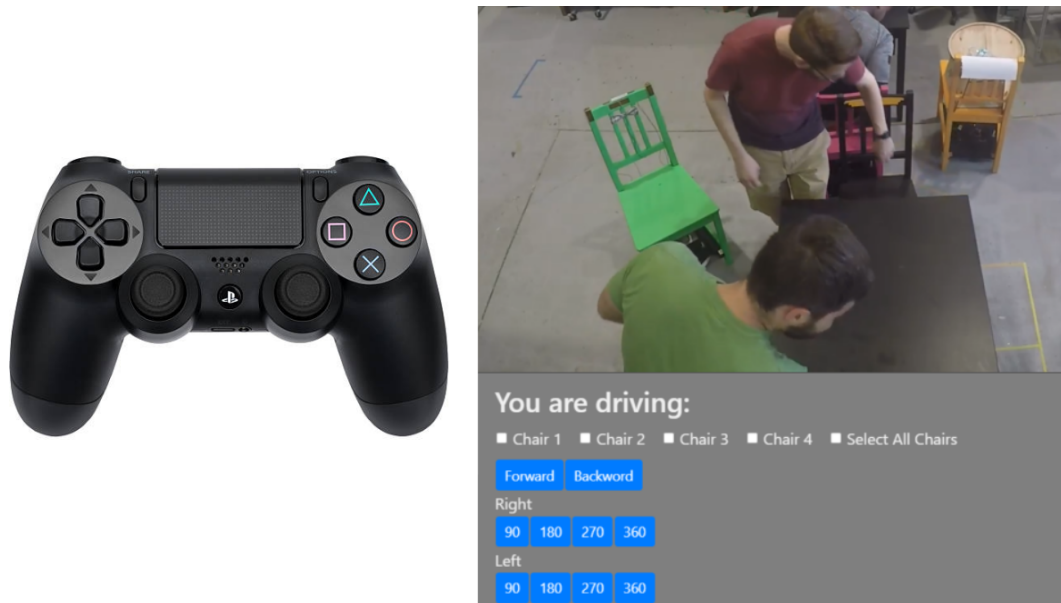 SHARE
OPTIONS
You are driving:
Chair 1 Chair 2 Chair 3 Chair 4 Select All Chairs
Forward Backword
Right
90 180 270 360
Left
90 180 270 360